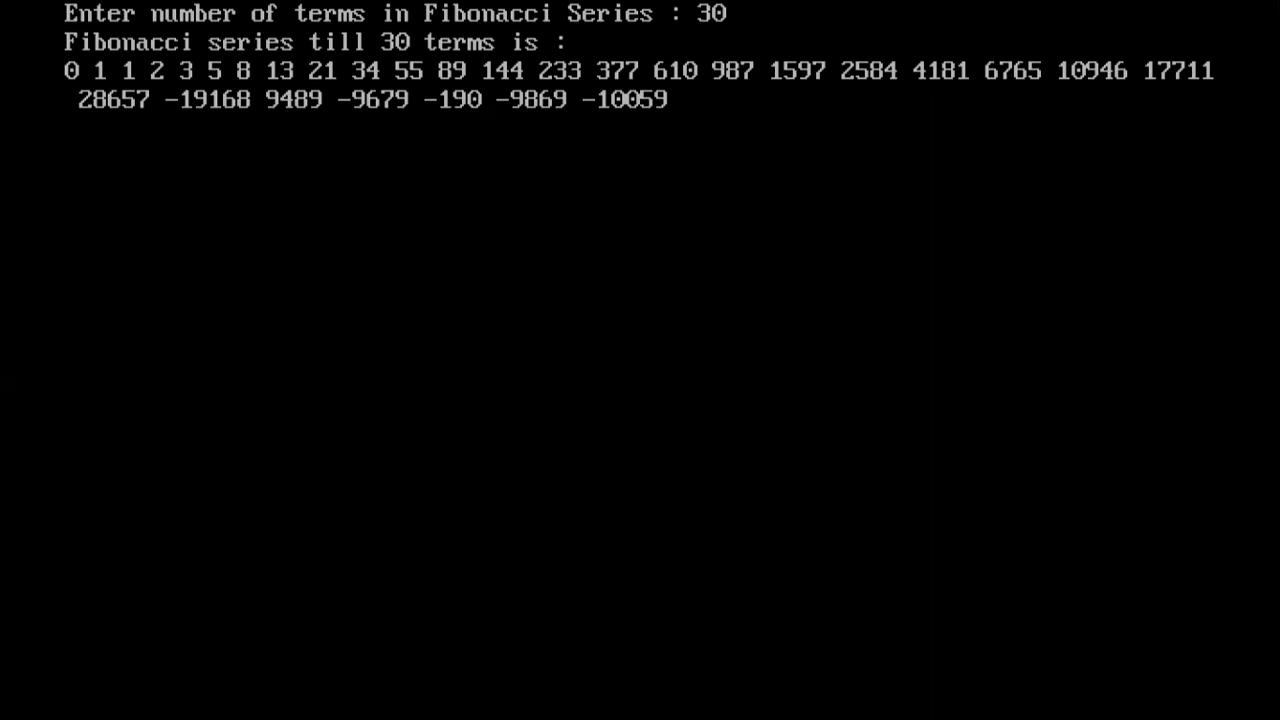 Enter number of terms in Fibonacci Series : 30
Fibonacci series till 30 terms is :
0 1 1 2 3 5 8 13 21 34 55 89 144 233 377 610 987 1597 2584 4181 6765 10946 17711
28657 -19168 9489 -9679 -190 -9869 -10059